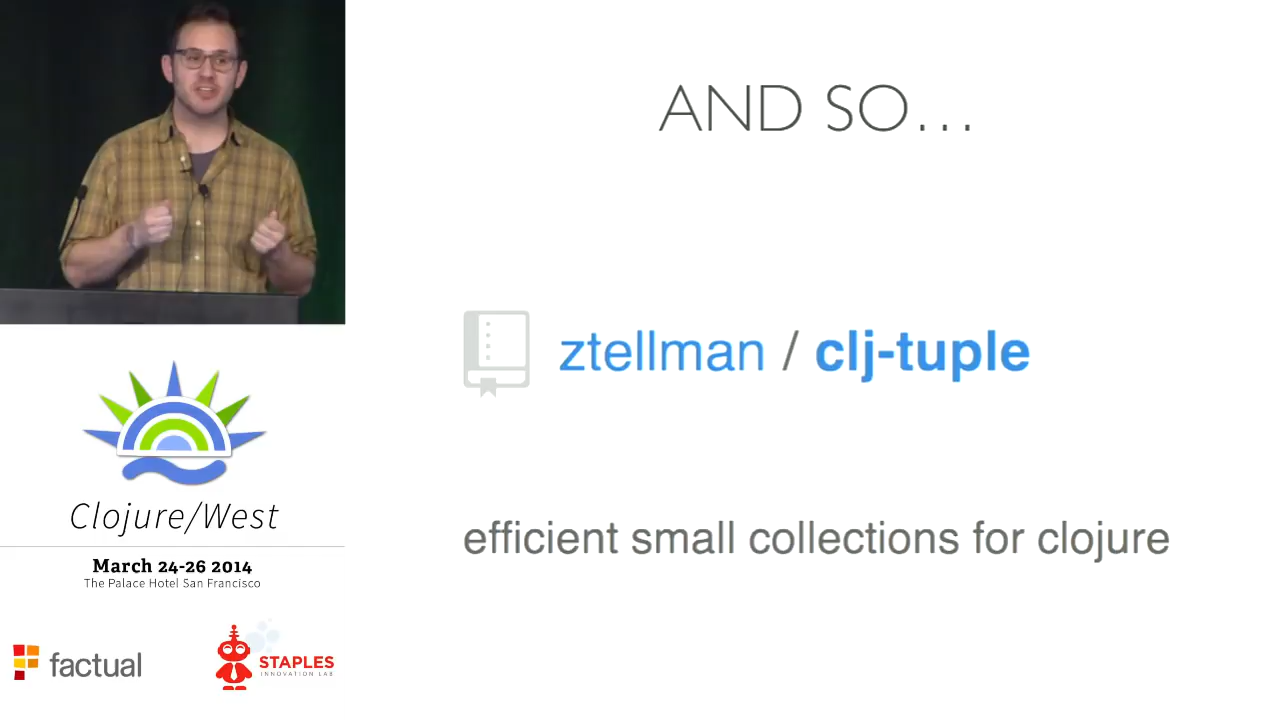 AND SO...
ztellman / clj-tuple
efficient small collections for clojure
Clojure/West
March 24-26 2014
The Palace Hotel San Francisco
factual
STAPLES
INNOVATION LAB